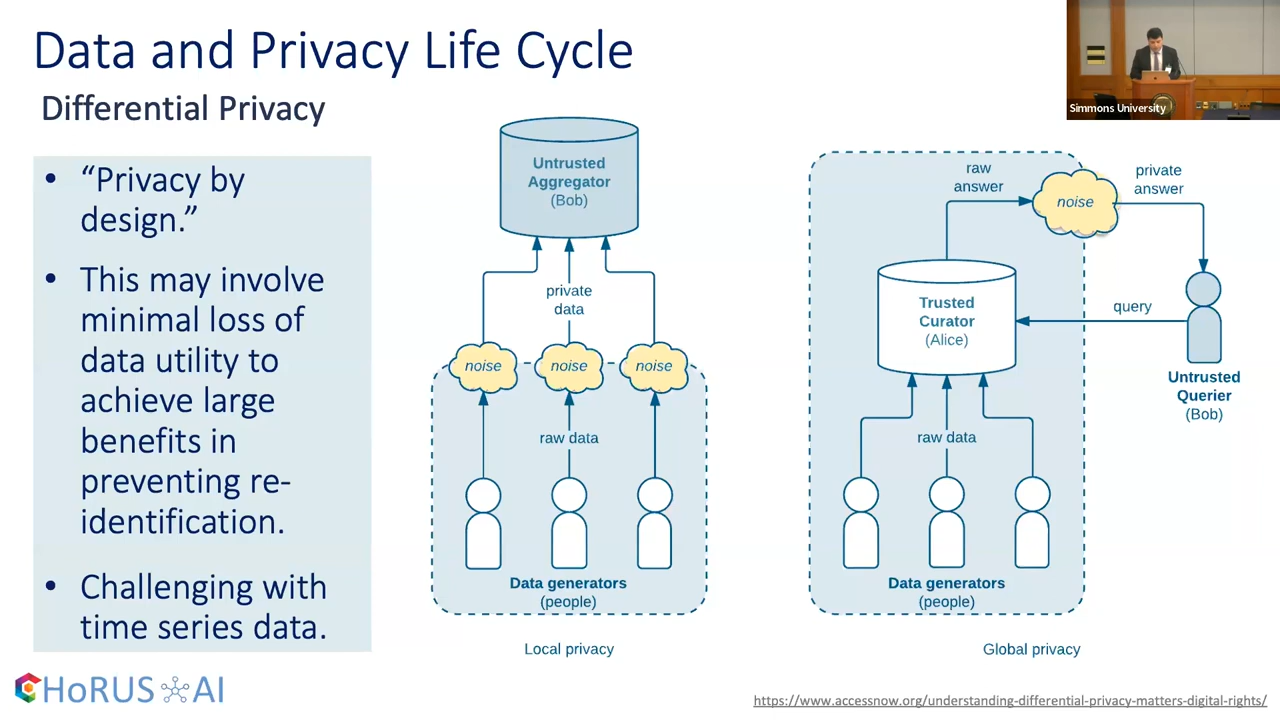 Data and Privacy Life Cycle
Differential Privacy
Simmons University
• “Privacy by
design.”
• This may involve
minimal loss of
data utility to
achieve large
benefits in
preventing re-
identification.
• Challenging with
time series data.
Untrusted
Aggregator
(Bob)
private
data
noise
noise
noise
raw data
Data generators
(people)
Local privacy
raw
answer
noise
private
answer
Trusted
Curator
(Alice)
query
Untrusted
Querier
(Bob)
raw data
Data generators
(people)
Global privacy
CHoRUS AI
https://www.accessnow.org/understanding-differential-privacy-matters-digital-rights/